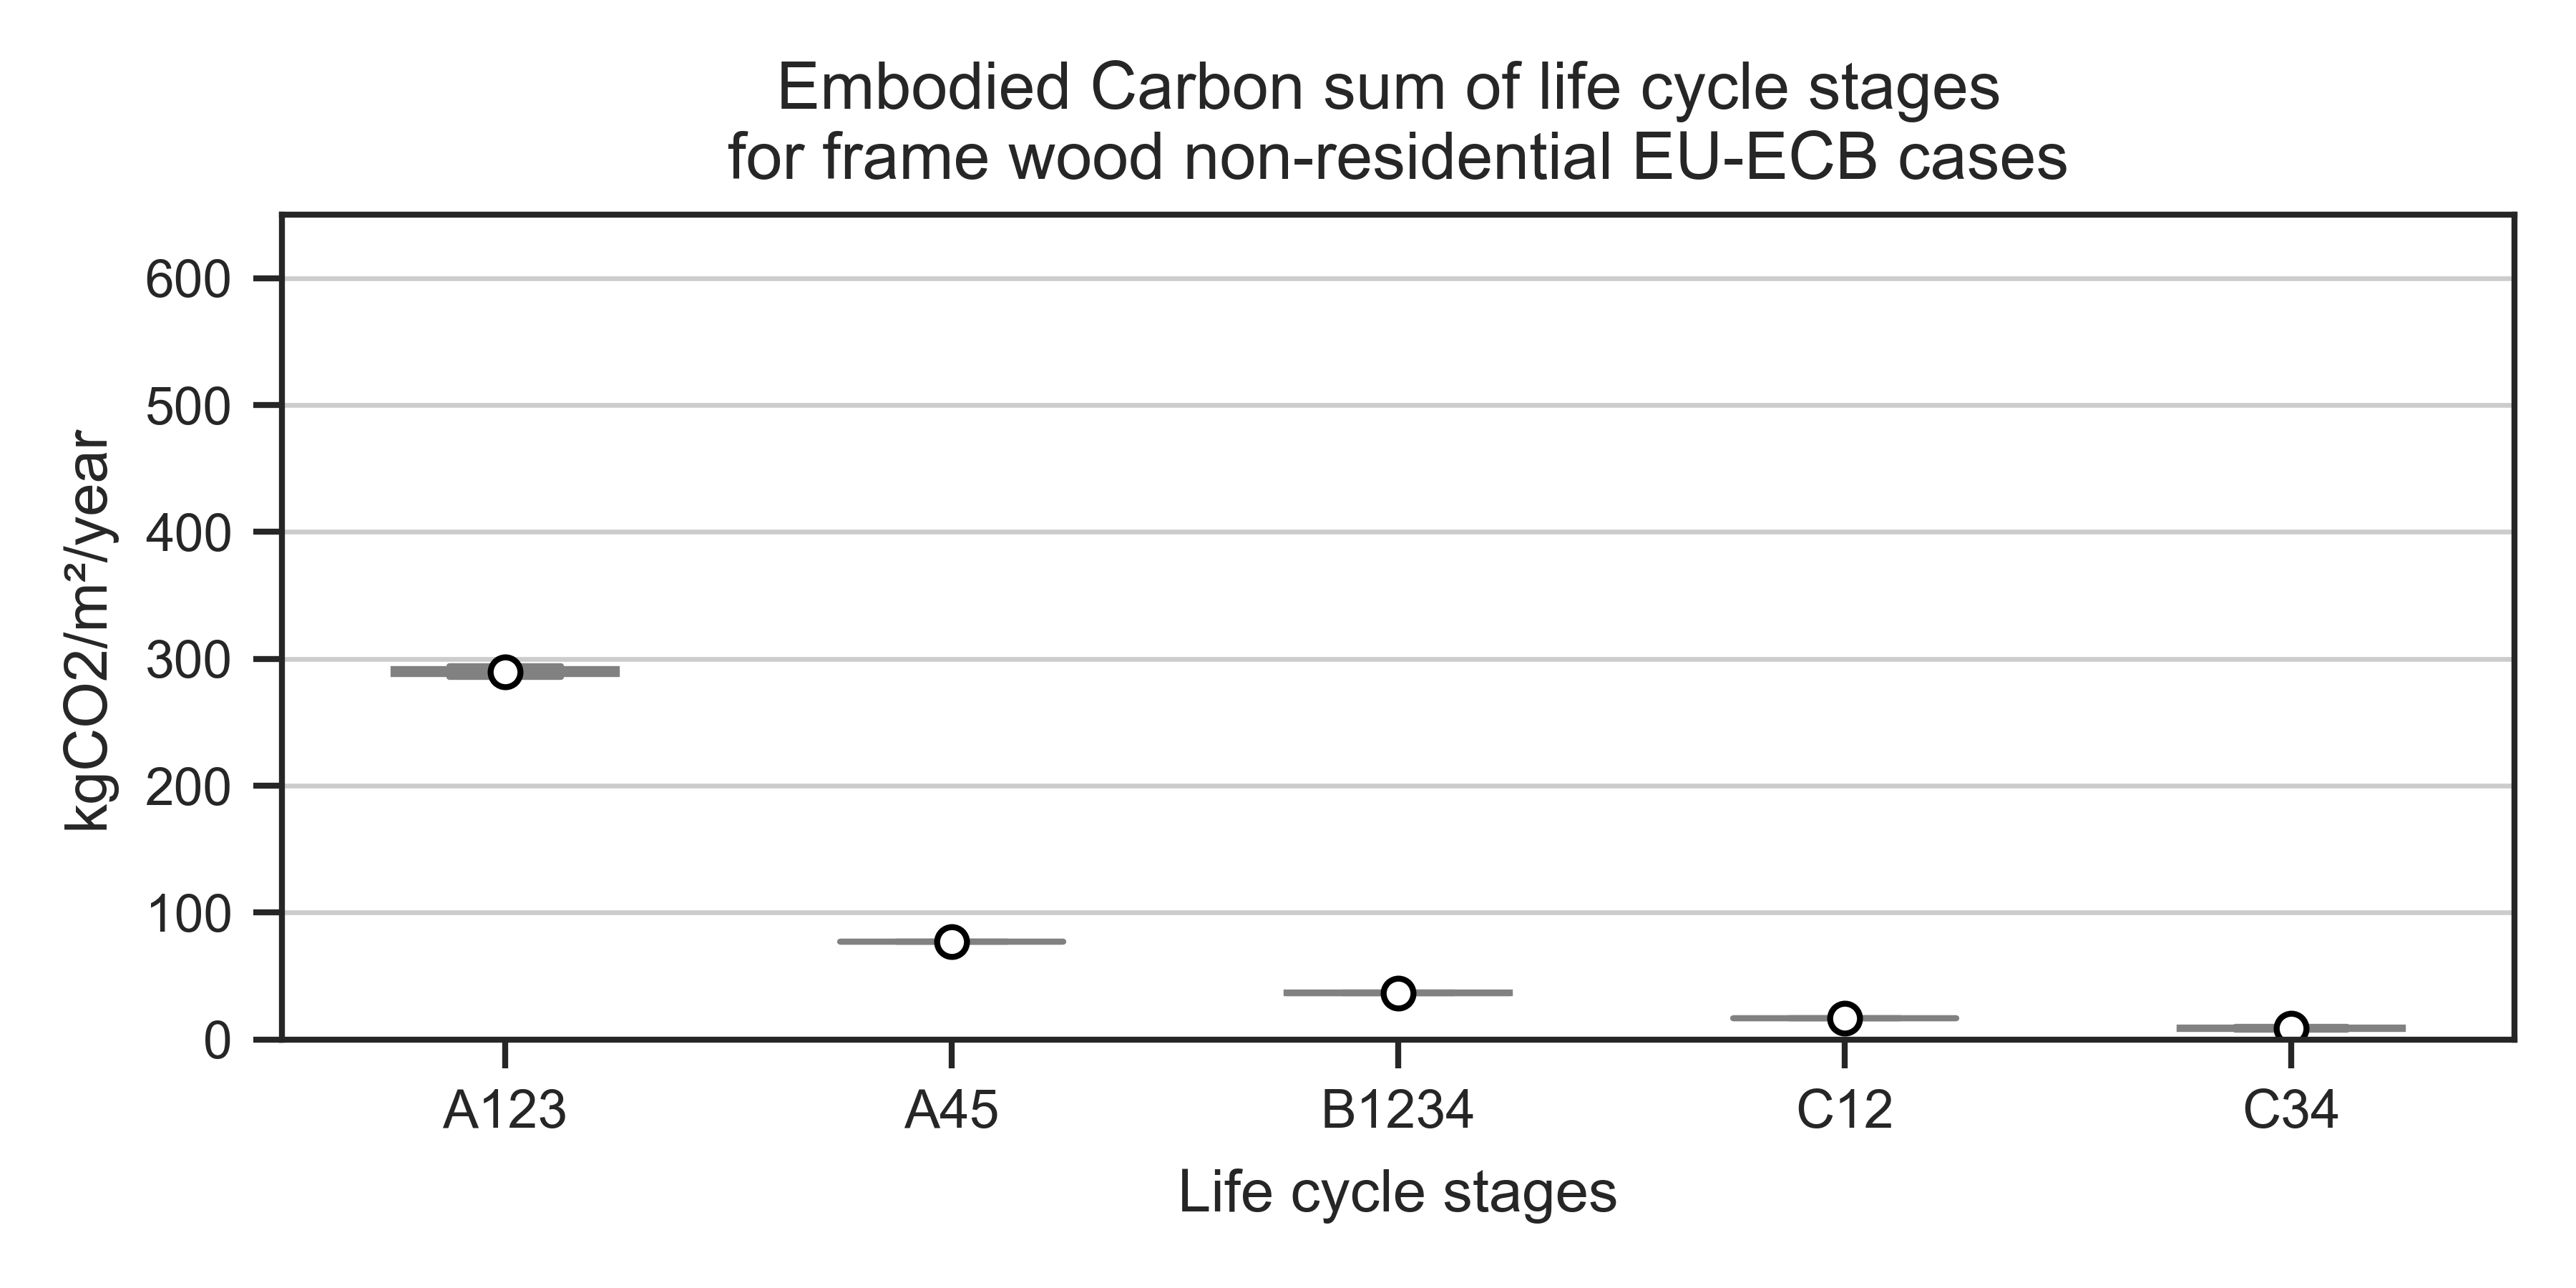 Embodied Carbon sum of life cycle stages
for frame wood non-residential EU-ECB cases
kgCO2/m²/year
600
500
400
300
200
100
0
A123 A45 B1234 C12 C34
Life cycle stages